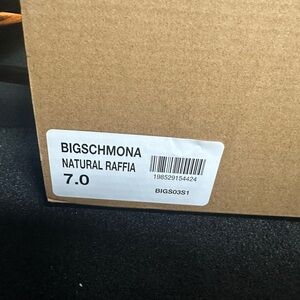 BIGSCHMONA
NATURAL RAFFIA
7.0
198529154424
BIGS03S1